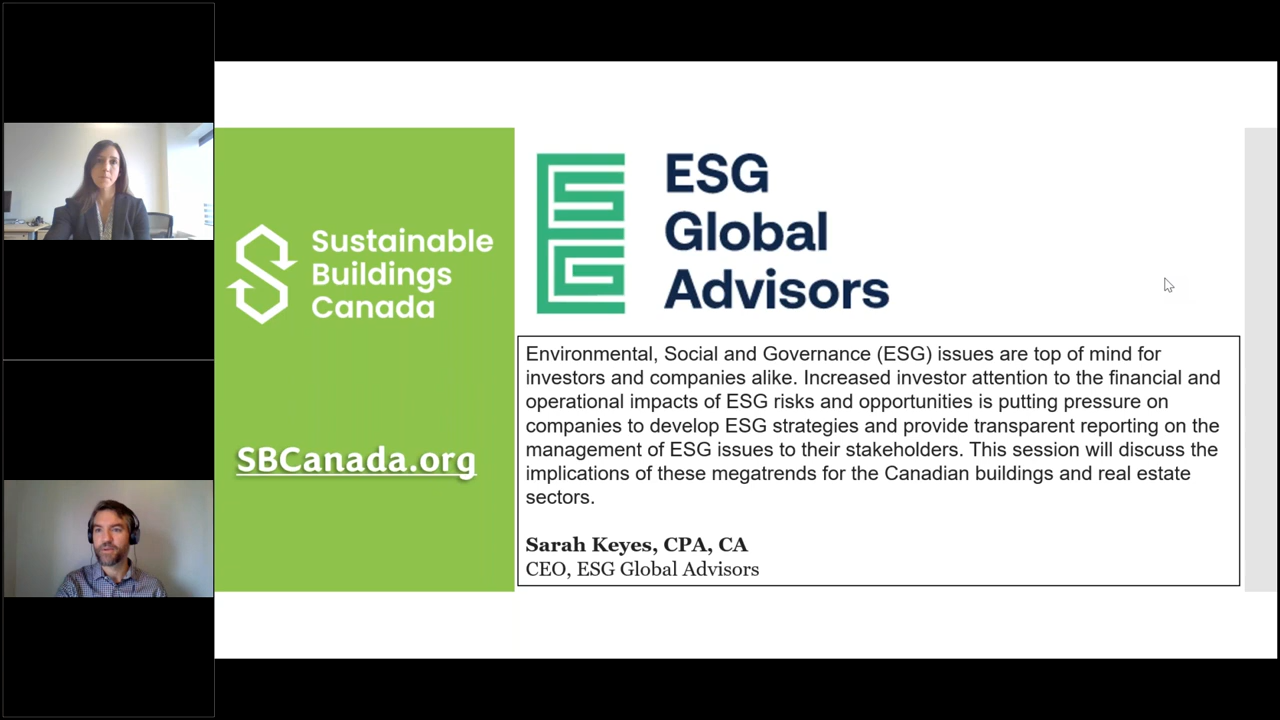 Sustainable
Buildings
Canada
SBCanada.org
ESG
Global
Advisors
Environmental, Social and Governance (ESG) issues are top of mind for
investors and companies alike. Increased investor attention to the financial and
operational impacts of ESG risks and opportunities is putting pressure on
companies to develop ESG strategies and provide transparent reporting on the
management of ESG issues to their stakeholders. This session will discuss the
implications of these megatrends for the Canadian buildings and real estate
sectors.
Sarah Keyes, CPA, CA
CEO, ESG Global Advisors